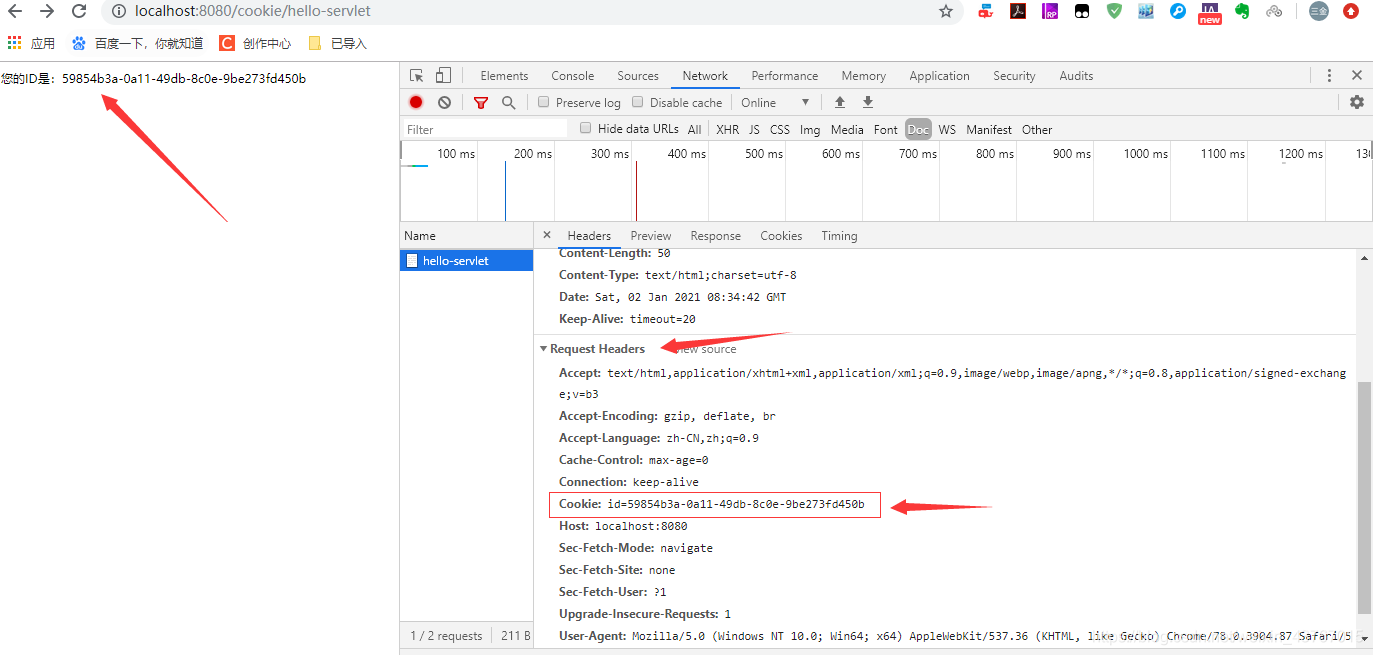 localhost:8080/cookie/hello-servlet
new
三金
应用 百度一下，你就知道 C 创作中心 已导入
您的ID是：59854b3a-0a11-49db-8c0e-9be273fd450b
Elements Console Sources Network Performance Memory Application Security Audits
Preserve log Disable cache Online
Filter Hide data URLs All XHR JS CSS Img Media Font Doc WS Manifest Other
100 ms 200 ms 300 ms 400 ms 500 ms 600 ms 700 ms 800 ms 900 ms 1000 ms 1100 ms 1200 ms
Name × Headers Preview Response Cookies Timing
hello-servlet
Content-Length: 50
Content-Type: text/html;charset=utf-8
Date: Sat, 02 Jan 2021 08:34:42 GMT
Keep-Alive: timeout=20
Request Headers view source
Accept: text/html,application/xhtml+xml,application/xml;q=0.9,image/webp,image/apng,*/*;q=0.8,application/signed-exchang
e;v=b3
Accept-Encoding: gzip, deflate, br
Accept-Language: zh-CN,zh;q=0.9
Cache-Control: max-age=0
Connection: keep-alive
Cookie: id=59854b3a-0a11-49db-8c0e-9be273fd450b
Host: localhost:8080
Sec-Fetch-Mode: navigate
Sec-Fetch-Site: none
Sec-Fetch-User: ?1
Upgrade-Insecure-Requests: 1
User-Agent: Mozilla/5.0 (Windows NT 10.0; Win64; x64) AppleWebKit/537.36 (KHTML, like Gecko) Chrome/78.0.3904.87 Safari/5
1 / 2 requests 211 B